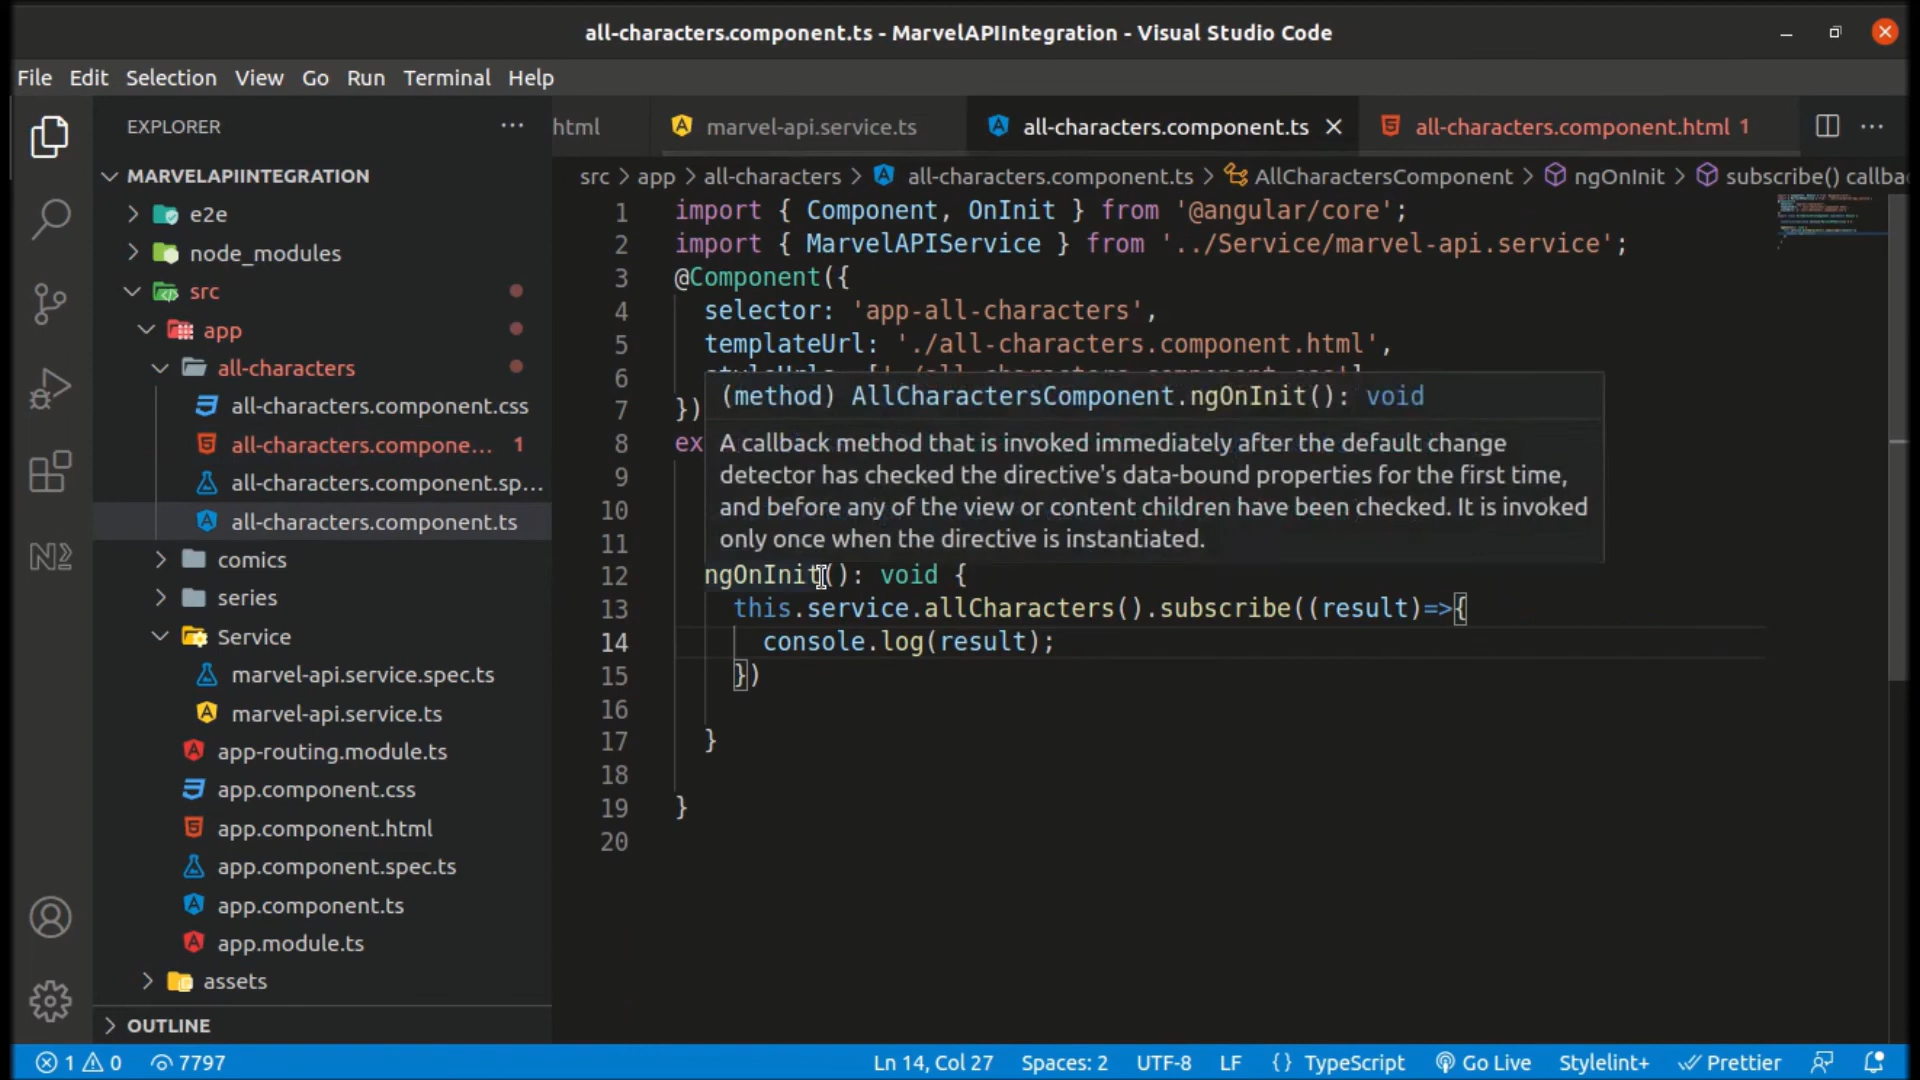 all-characters.component.ts - MarvelAPIIntegration - Visual Studio Code
File Edit Selection View Go Run Terminal Help
EXPLORER
MARVELAPIINTEGRATION
e2e
node_modules
src
app
all-characters
all-characters.component.css
all-characters.compone... 1
all-characters.component.sp...
all-characters.component.ts
comics
series
Service
marvel-api.service.spec.ts
marvel-api.service.ts
app-routing.module.ts
app.component.css
app.component.html
app.component.spec.ts
app.component.ts
app.module.ts
assets
OUTLINE
html marvel-api.service.ts all-characters.component.ts all-characters.component.html 1
src > app > all-characters > all-characters.component.ts > AllCharactersComponent > ngOnInit > subscribe() callba
1 import { Component, OnInit } from '@angular/core';
2 import { MarvelAPIService } from '../Service/marvel-api.service';
3 @Component({
4 selector: 'app-all-characters',
5 templateUrl: './all-characters.component.html',
6
7 })
8 ex
(method) AllCharactersComponent.ngOnInit(): void
A callback method that is invoked immediately after the default change
detector has checked the directive's data-bound properties for the first time,
and before any of the view or content children have been checked. It is invoked
only once when the directive is instantiated.
9
10
11
12 ngOnInit(): void {
13 this.service.allCharacters().subscribe((result)=>{
14 console.log(result);
15 })
16
17 }
18
19 }
20
1 0 7797 Ln 14, Col 27 Spaces: 2 UTF-8 LF {} TypeScript Go Live Stylelint+ Prettier